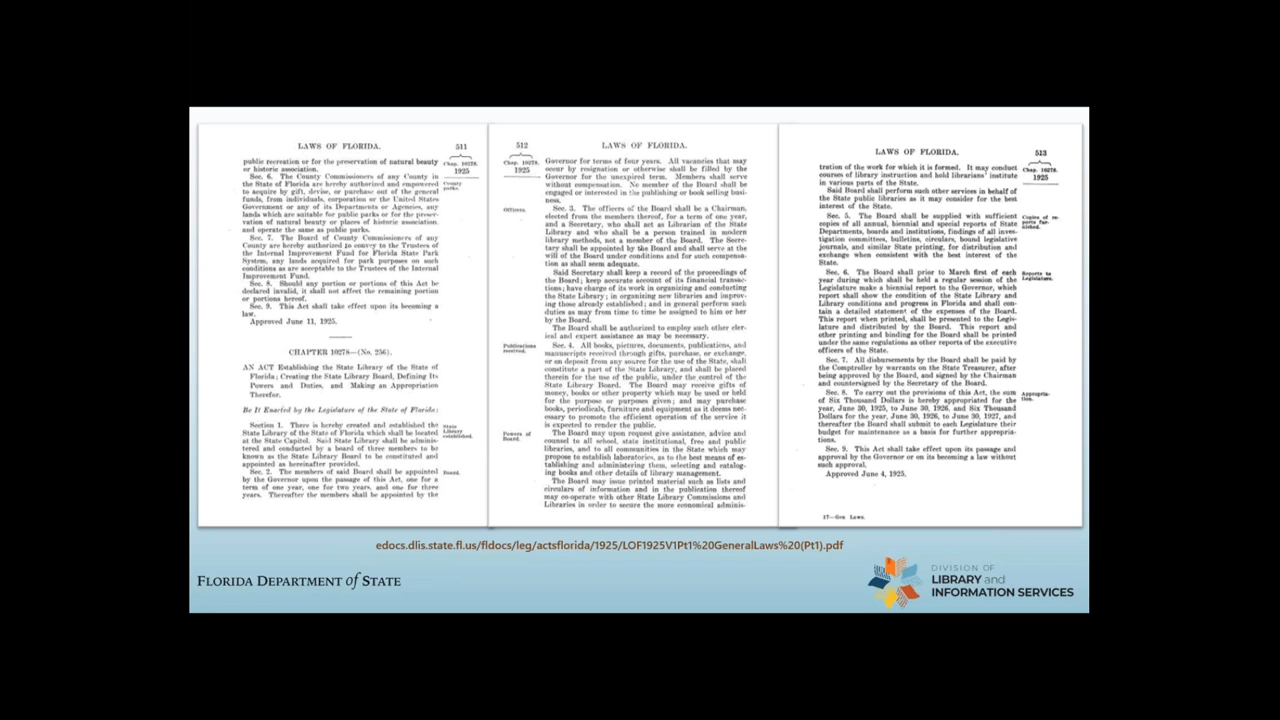 LAWS OF FLORIDA.
511
Chap. 10278.
1925
public recreation or for the preservation of natural beauty
or historic association.
Sec. 6. The County Commissioners of any County in
County
parks.
the State of Florida are hereby authorized and empowered
to acquire by gift, devise, or purchase out of the general
funds, from individuals, corporation or the United States
Government or any of its Departments or Agencies, any
lands which are suitable for public parks or for the preser-
vation of natural beauty or places of historic association,
and operate the same as public parks.
Sec. 7. The Board of County Commissioners of any
County are hereby authorized to convey to the Trustees of
the Internal Improvement Fund for Florida State Park
System, any lands acquired for park purposes on such
conditions as are acceptable to the Trustees of the Internal
Improvement Fund.
Sec. 8. Should any portion or portions of this Act be
declared invalid, it shall not affect the remaining portion
or portions hereof.
Sec. 9. This Act shall take effect upon its becoming a
law.
Approved June 11, 1925.
CHAPTER 10278—(No. 256).
AN ACT Establishing the State Library of the State of
Florida; Creating the State Library Board, Defining Its
Powers and Duties, and Making an Appropriation
Therefor.
Be It Enacted by the Legislature of the State of Florida:
Section 1. There is hereby created and established the
State
Library
established.
State Library of the State of Florida which shall be located
at the State Capitol. Said State Library shall be adminis-
tered and conducted by a board of three members to be
known as the State Library Board to be constituted and
appointed as hereinafter provided.
Sec. 2. The members of said Board shall be appointed
Board.
by the Governor upon the passage of this Act, one for a
term of one year, one for two years, and one for three
years. Thereafter the members shall be appointed by the
512
LAWS OF FLORIDA.
Chap. 10278.
1925
Governor for terms of four years. All vacancies that may
occur by resignation or otherwise shall be filled by the
Governor for the unexpired term. Members shall serve
without compensation. No member of the Board shall be
engaged or interested in the publishing or book selling busi-
ness.
Officers.
Sec. 3. The officers of the Board shall be a Chairman,
elected from the members thereof, for a term of one year,
and a Secretary, who shall act as Librarian of the State
Library and who shall be a person trained in modern
library methods, not a member of the Board. The Secre-
tary shall be appointed by the Board and shall serve at the
will of the Board under conditions and for such compensa-
tion as shall seem adequate.
Said Secretary shall keep a record of the proceedings of
the Board; keep accurate account of its financial transac-
tions; have charge of its work in organizing and conducting
the State Library; in organizing new libraries and improv-
ing those already established; and in general perform such
duties as may from time to time be assigned to him or her
by the Board.
The Board shall be authorized to employ such other cler-
ical and expert assistance as may be necessary.
Publications
received.
Sec. 4. All books, pictures, documents, publications, and
manuscripts received through gifts, purchase, or exchange,
or on deposit from any source for the use of the State, shall
constitute a part of the State Library, and shall be placed
therein for the use of the public, under the control of the
State Library Board. The Board may receive gifts of
money, books or other property which may be used or held
for the purpose or purposes given; and may purchase
books, periodicals, furniture and equipment as it deems nec-
essary to promote the efficient operation of the service it
is expected to render the public.
Powers of
Board.
The Board may upon request give assistance, advice and
counsel to all school, state institutional, free and public
libraries, and to all communities in the State which may
propose to establish laboratories, as to the best means of es-
tablishing and administering them, selecting and catalog-
ing books and other details of library management.
The Board may issue printed material such as lists and
circulars of information and in the publication thereof
may co-operate with other State Library Commissions and
Libraries in order to secure the more economical adminis-
LAWS OF FLORIDA.
513
Chap. 10278.
1925
tration of the work for which it is formed. It may conduct
courses of library instruction and hold librarians' institute
in various parts of the State.
Said Board shall perform such other services in behalf of
the State public libraries as it may consider for the best
interest of the State.
Sec. 5. The Board shall be supplied with sufficient
Copies of re-
ports fur-
nished.
copies of all annual, biennial and special reports of State
Departments, boards and institutions, findings of all inves-
tigation committees, bulletins, circulars, bound legislative
journals, and similar State printing, for distribution and
exchange when consistent with the best interest of the
State.
Sec. 6. The Board shall prior to March first of each
Reports to
Legislature.
year during which shall be held a regular session of the
Legislature make a biennial report to the Governor, which
report shall show the condition of the State Library and
Library conditions and progress in Florida and shall con-
tain a detailed statement of the expenses of the Board.
This report when printed, shall be presented to the Legis-
lature and distributed by the Board. This report and
other printing and binding for the Board shall be printed
under the same regulations as other reports of the executive
officers of the State.
Sec. 7. All disbursements by the Board shall be paid by
the Comptroller by warrants on the State Treasurer, after
being approved by the Board, and signed by the Chairman
and countersigned by the Secretary of the Board.
Sec. 8. To carry out the provisions of this Act, the sum
Appropria-
tion.
of Six Thousand Dollars is hereby appropriated for the
year, June 30, 1925, to June 30, 1926, and Six Thousand
Dollars for the year, June 30, 1926, to June 30, 1927, and
thereafter the Board shall submit to each Legislature their
budget for maintenance as a basis for further appropria-
tions.
Sec. 9. This Act shall take effect upon its passage and
approval by the Governor or on its becoming a law without
such approval.
Approved June 4, 1925.
17—Gen Laws.
edocs.dlis.state.fl.us/fldocs/leg/actsflorida/1925/LOF1925V1Pt1%20GeneralLaws%20(Pt1).pdf
FLORIDA DEPARTMENT of STATE
DIVISION OF
LIBRARY and
INFORMATION SERVICES